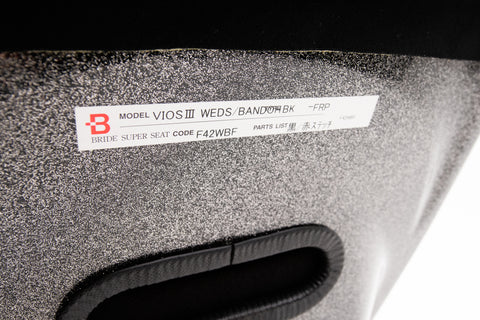 B MODEL VIOSⅢ WEDS/BANDOH BK -FRP
BRIDE SUPER SEAT CODE F42WBF PARTS LIST 黒 赤ステッチ F42WBF